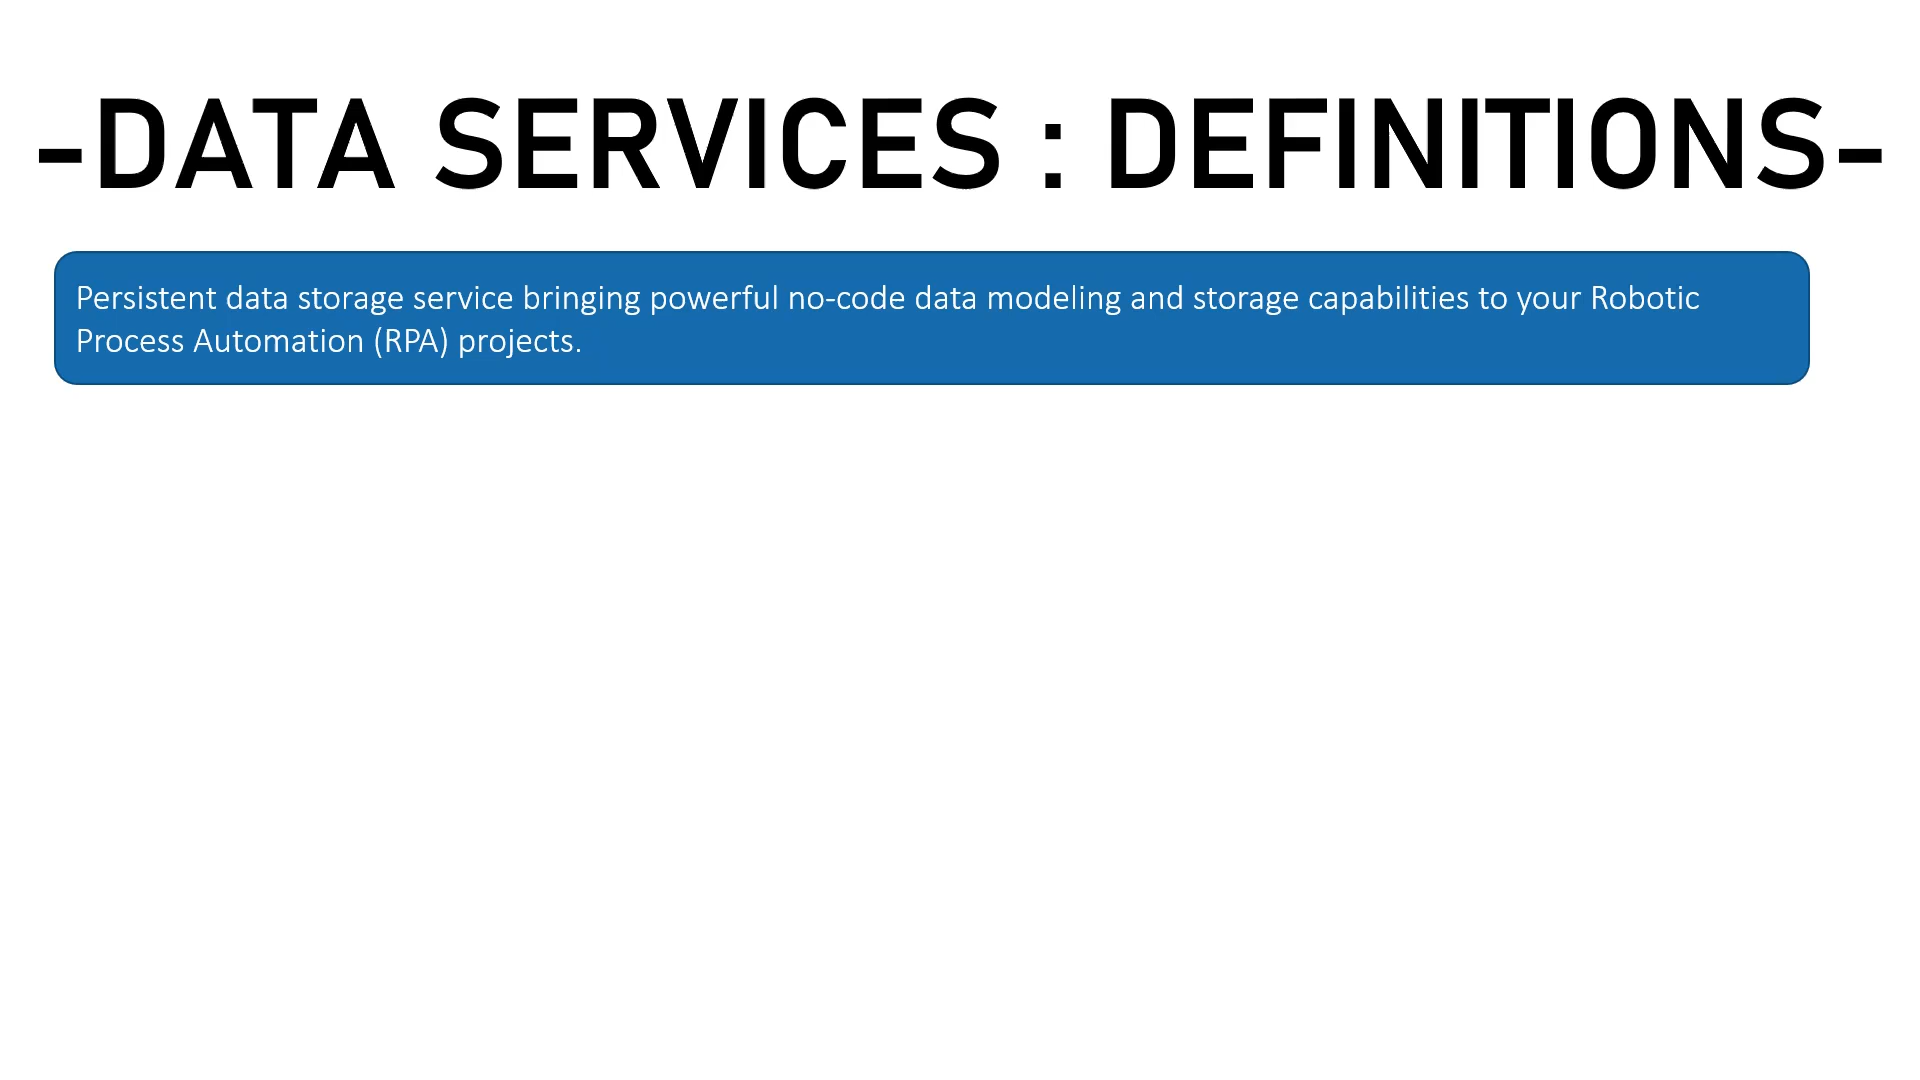 -DATA SERVICES : DEFINITIONS-
Persistent data storage service bringing powerful no-code data modeling and storage capabilities to your Robotic
Process Automation (RPA) projects.